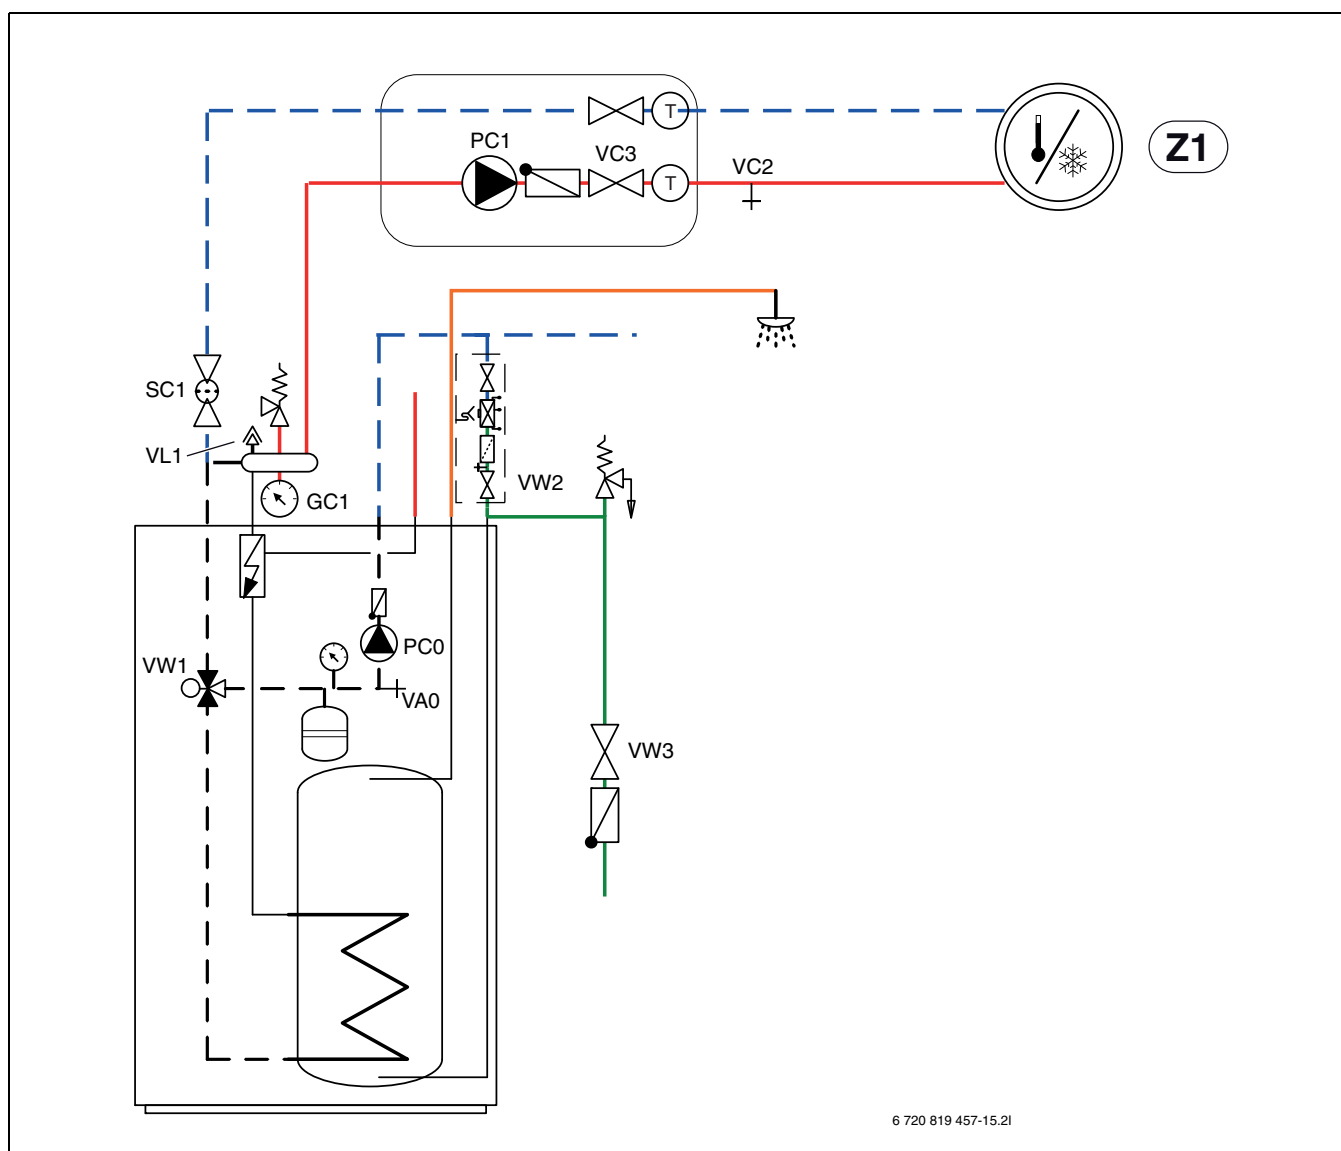 T
PC1
VC3
T
VC2
Z1
SC1
VL1
GC1
VW2
PC0
VW1
VA0
VW3
6 720 819 457-15.2I